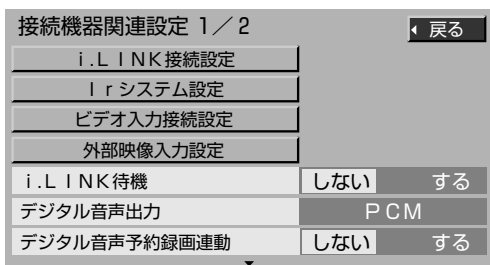 接続機器関連設定 1／2
戻る
i.LINK接続設定
Irシステム設定
ビデオ入力接続設定
外部映像入力設定
i.LINK待機 しない する
デジタル音声出力 PCM
デジタル音声予約録画連動 しない する